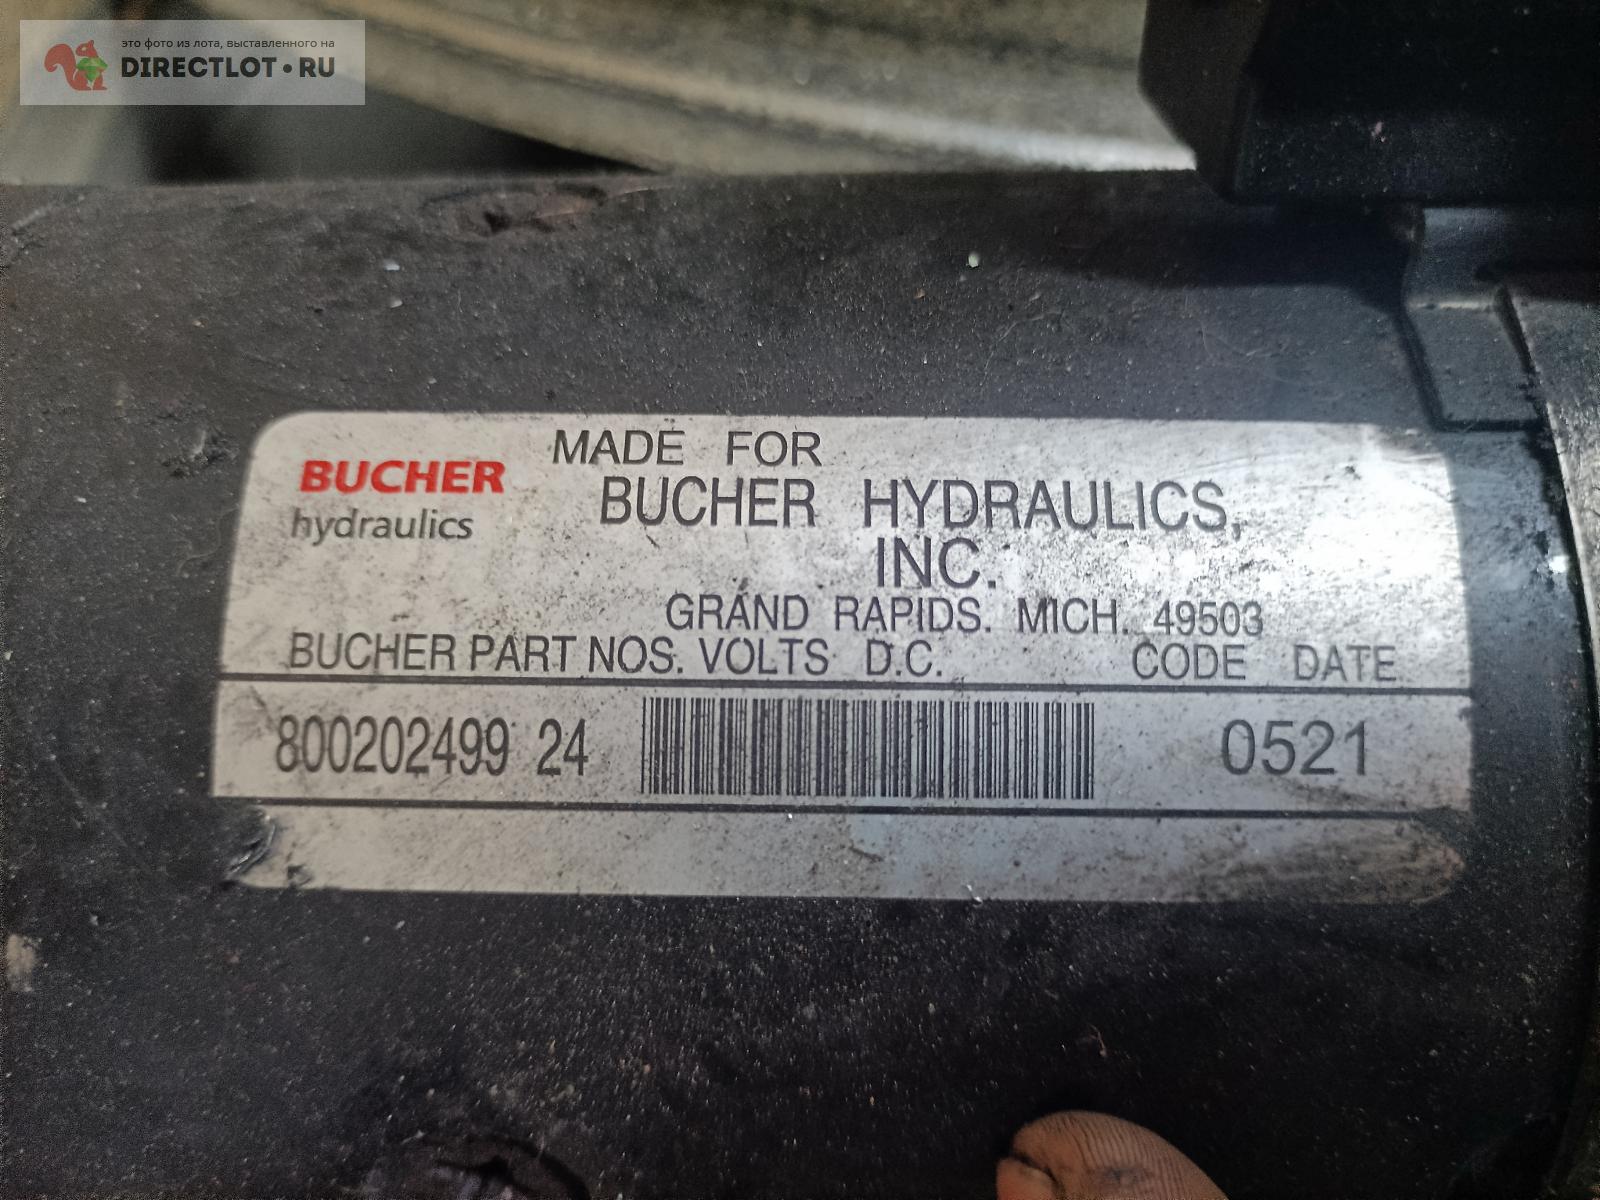 это фото из лота, выставленного на
DIRECTLOT•RU
MADE FOR
BUCHER
hydraulics
BUCHER HYDRAULICS,
INC.
GRAND RAPIDS. MICH. 49503
BUCHER PART NOS. VOLTS D.C. CODE DATE
800202499 24 0521